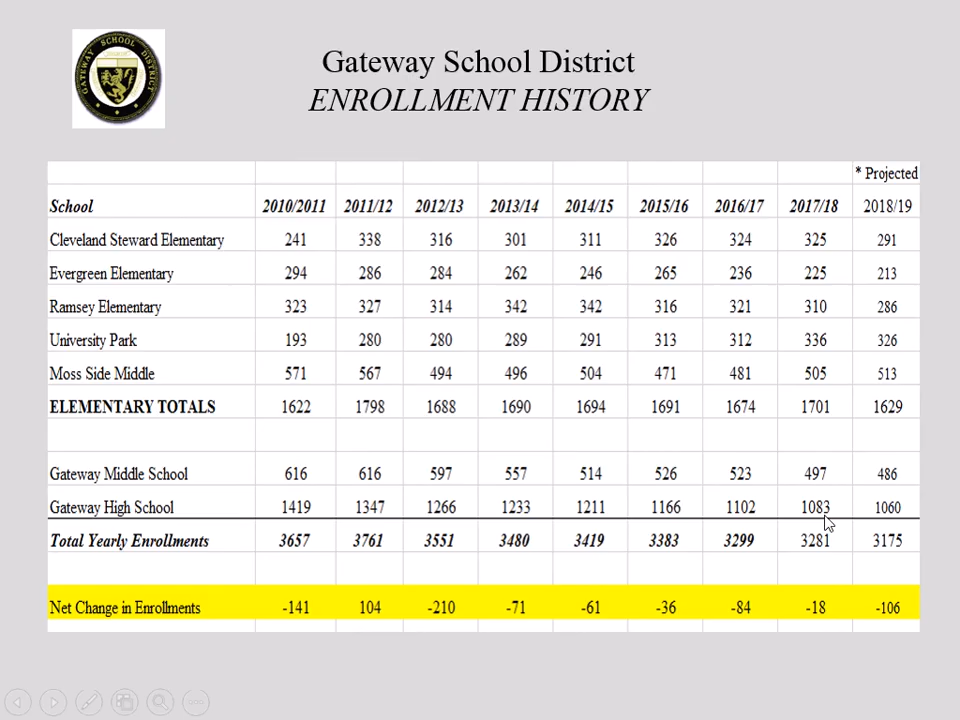 GATEWAY SCHOOL DISTRICT
Gateway School District
ENROLLMENT HISTORY
* Projected
School 2010/2011 2011/12 2012/13 2013/14 2014/15 2015/16 2016/17 2017/18 2018/19
Cleveland Steward Elementary 241 338 316 301 311 326 324 325 291
Evergreen Elementary 294 286 284 262 246 265 236 225 213
Ramsey Elementary 323 327 314 342 342 316 321 310 286
University Park 193 280 280 289 291 313 312 336 326
Moss Side Middle 571 567 494 496 504 471 481 505 513
ELEMENTARY TOTALS 1622 1798 1688 1690 1694 1691 1674 1701 1629
Gateway Middle School 616 616 597 557 514 526 523 497 486
Gateway High School 1419 1347 1266 1233 1211 1166 1102 1083 1060
Total Yearly Enrollments 3657 3761 3551 3480 3419 3383 3299 3281 3175
Net Change in Enrollments -141 104 -210 -71 -61 -36 -84 -18 -106